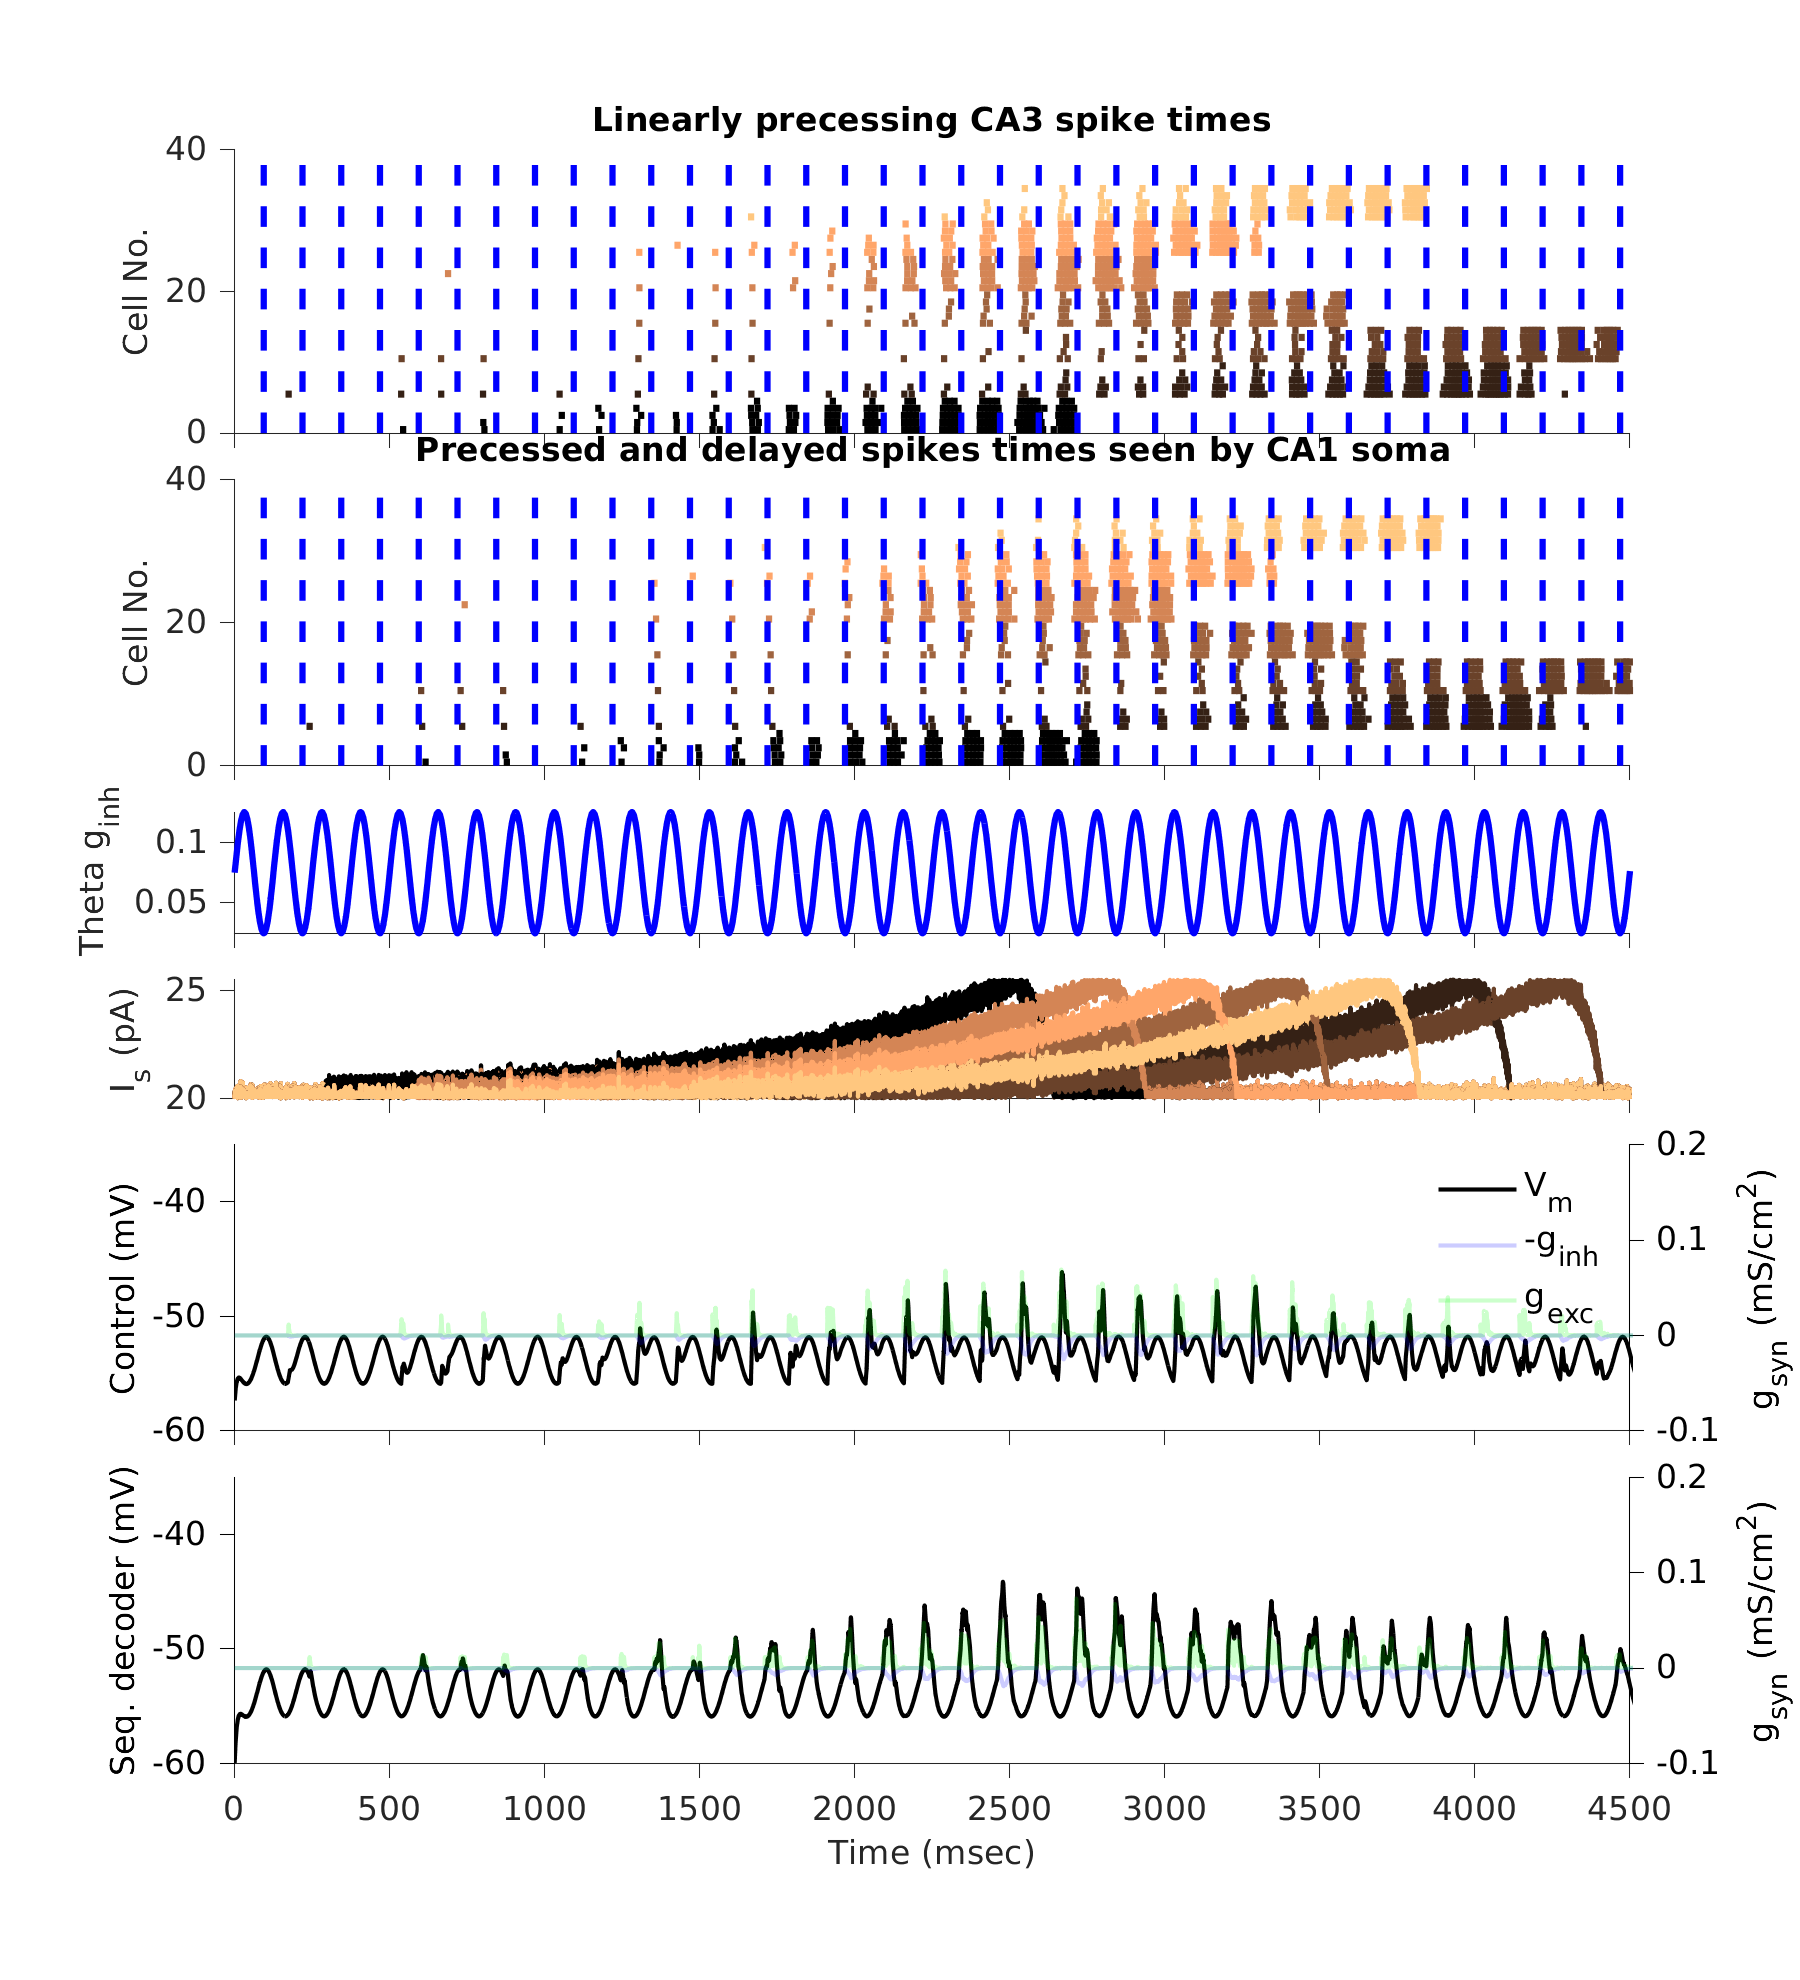 Linearly precessing CA3 spike times
40
20
0
Cell No.
Precessed and delayed spikes times seen by CA1 soma
40
20
0
Cell No.
0.1
0.05
Theta g_inh
25
20
I_s (pA)
-40
-50
-60
Control (mV)
V_m
-g_inh
g_exc
0.2
0.1
0
-0.1
g_syn (mS/cm^2)
-40
-50
-60
Seq. decoder (mV)
0.2
0.1
0
-0.1
g_syn (mS/cm^2)
0 500 1000 1500 2000 2500 3000 3500 4000 4500
Time (msec)